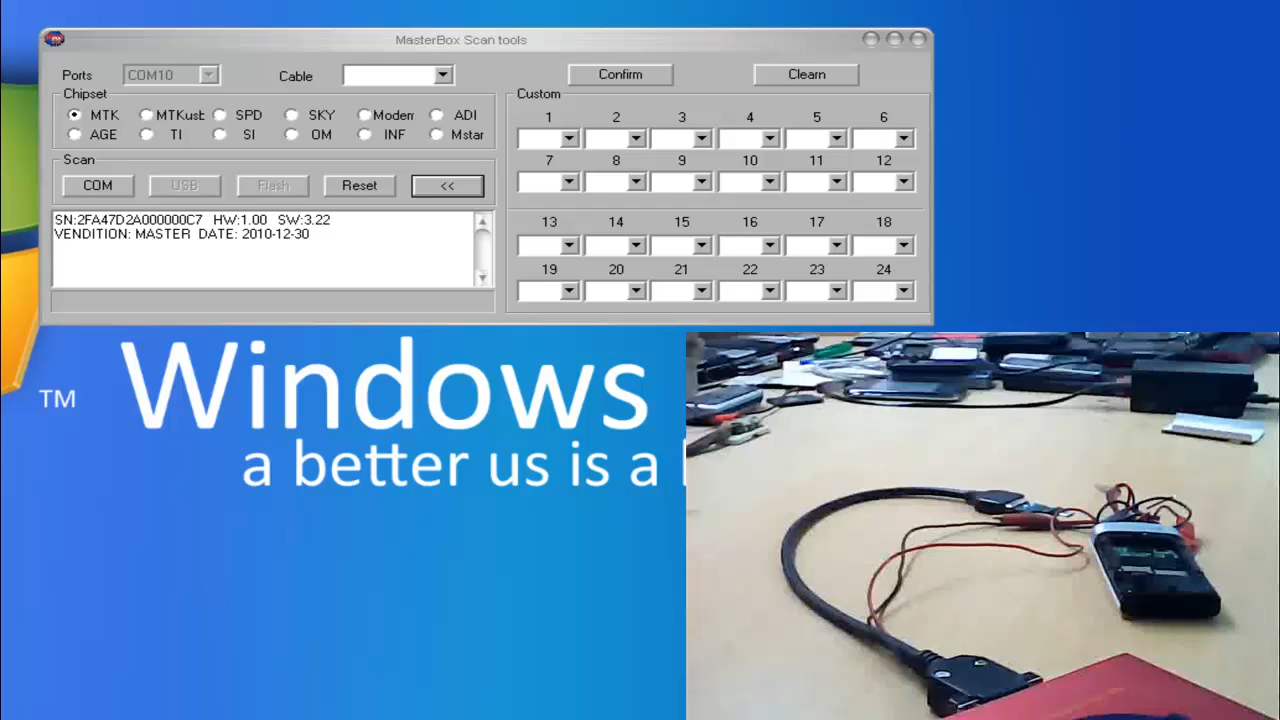 MasterBox Scan tools
Ports COM10 Cable Confirm Clearn
Chipset
MTK MTKusb SPD SKY Modem ADI
AGE TI SI OM INF Mstar
Scan
COM USB Flash Reset <<
SN:2FA47D2A000000C7 HW:1.00 SW:3.22
VENDITION: MASTER DATE: 2010-12-30
Custom
1 2 3 4 5 6
7 8 9 10 11 12
13 14 15 16 17 18
19 20 21 22 23 24
TM Windows
a better us is a